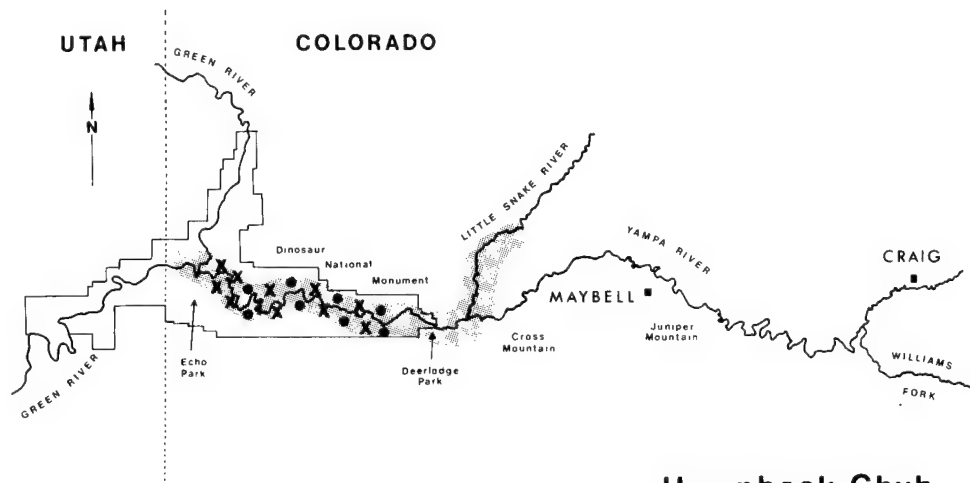 UTAH
COLORADO
GREEN RIVER
N
LITTLE SNAKE RIVER
Dinosaur
National
Monument
YAMPA RIVER
CRAIG
MAYBELL
Juniper
Mountain
Cross
Mountain
Echo
Park
Deerlodge
Park
WILLIAMS
FORK
GREEN RIVER
Chub